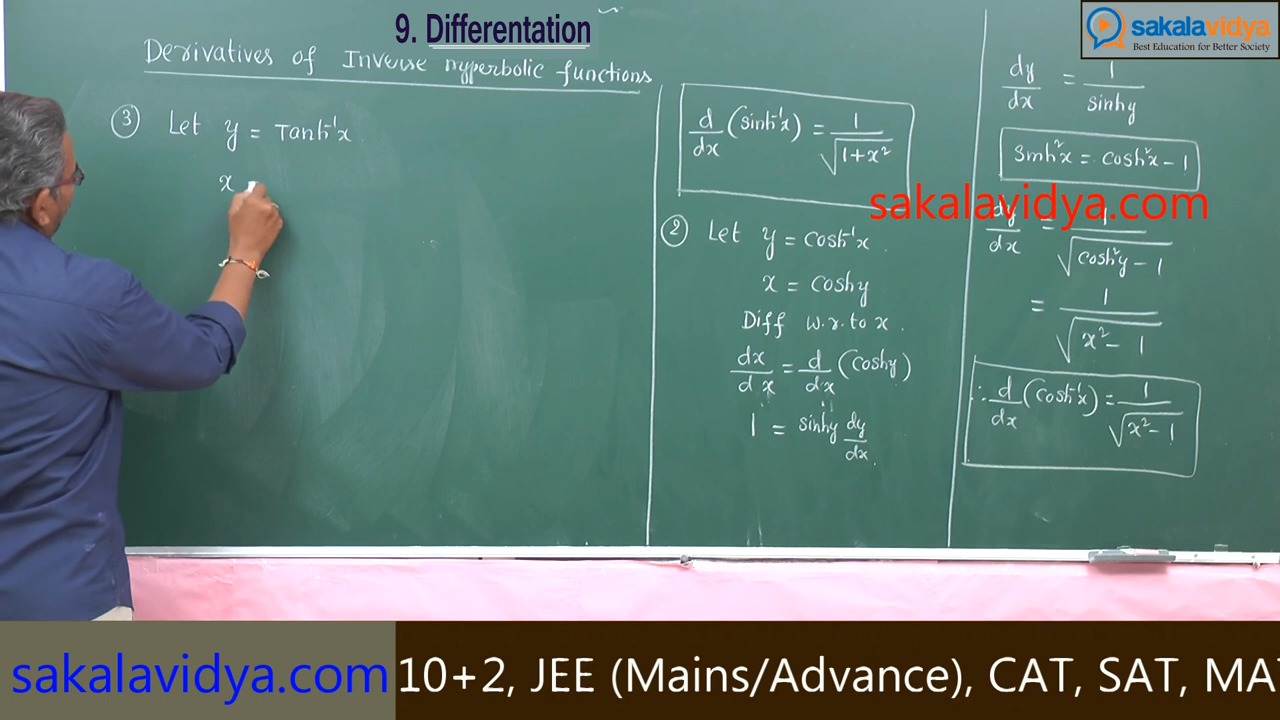 9. Differentation
sakalavidya
Best Education for Better Society
Derivatives of Inverse Hyperbolic functions
③ Let y = Tanh⁻¹x.
x
d/dx (sinh⁻¹x) = 1/√(1+x²)
② Let y = cosh⁻¹x.
x = coshy
Diff w.r.to x.
dx/dx = d/dx (coshy)
1 = sinhy dy/dx.
dy/dx = 1/sinhy
sinh²x = cosh²x - 1
sakalavidya.com
dy/dx = 1/√(cosh²y - 1)
= 1/√(x² - 1)
∴ d/dx (cosh⁻¹x) = 1/√(x² - 1)
sakalavidya.com
10+2, JEE (Mains/Advance), CAT, SAT, MA